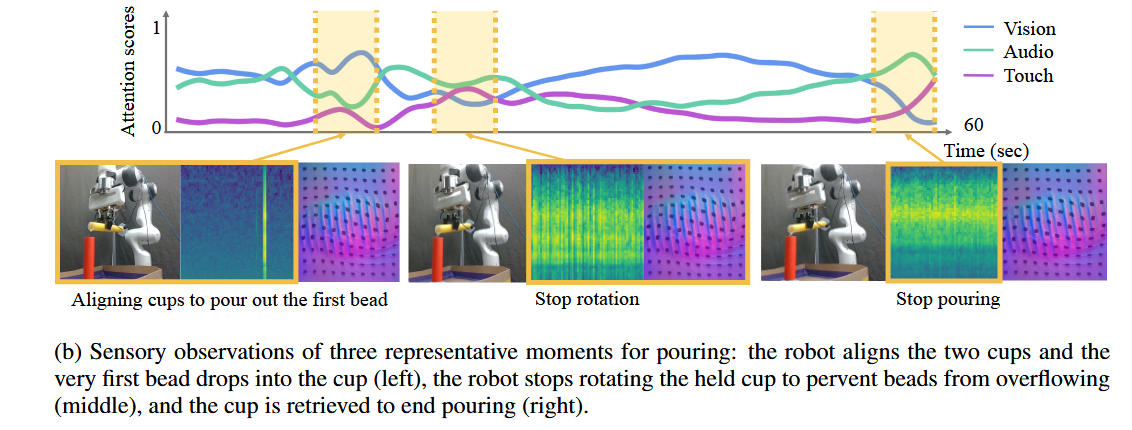 Attention scores
1
0
Vision
Audio
Touch
60
Time (sec)
Aligning cups to pour out the first bead
Stop rotation
Stop pouring
(b) Sensory observations of three representative moments for pouring: the robot aligns the two cups and the
very first bead drops into the cup (left), the robot stops rotating the held cup to pervent beads from overflowing
(middle), and the cup is retrieved to end pouring (right).